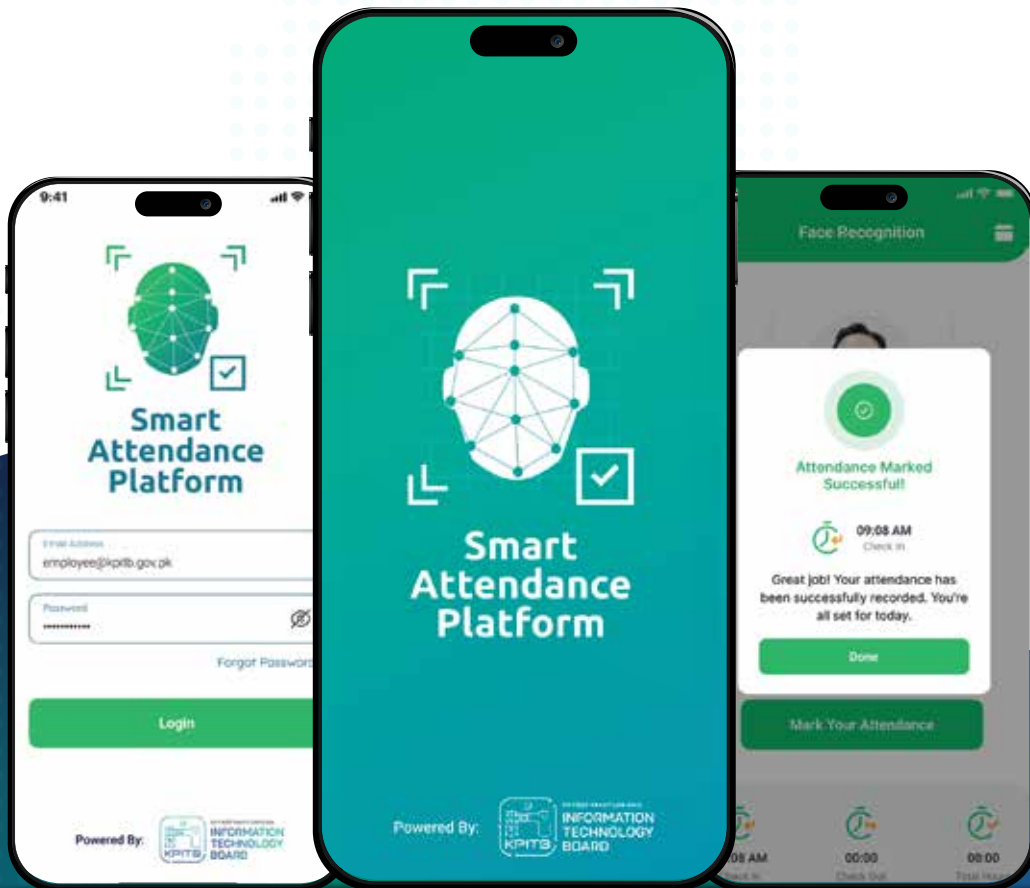 9:41
Smart
Attendance
Platform
Email Address
employee@kpitb.gov.pk
Password
Forgot Password
Login
Powered By:
KPITB
INFORMATION
TECHNOLOGY
BOARD
Smart
Attendance
Platform
Powered By:
KPITB
INFORMATION
TECHNOLOGY
BOARD
Face Recognition
Attendance Marked
Successful!
09:08 AM
Check In
Great job! Your attendance has
been successfully recorded. You're
all set for today.
Done
Mark Your Attendance
:08 AM
00:00
00:00
Check In
Check Out
Total Hours